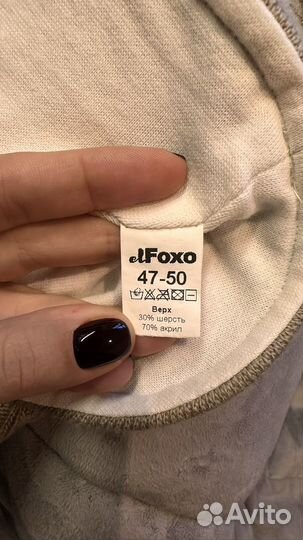 elFoxo
47-50
Верх
30% шерсть
70% акрил
Avito